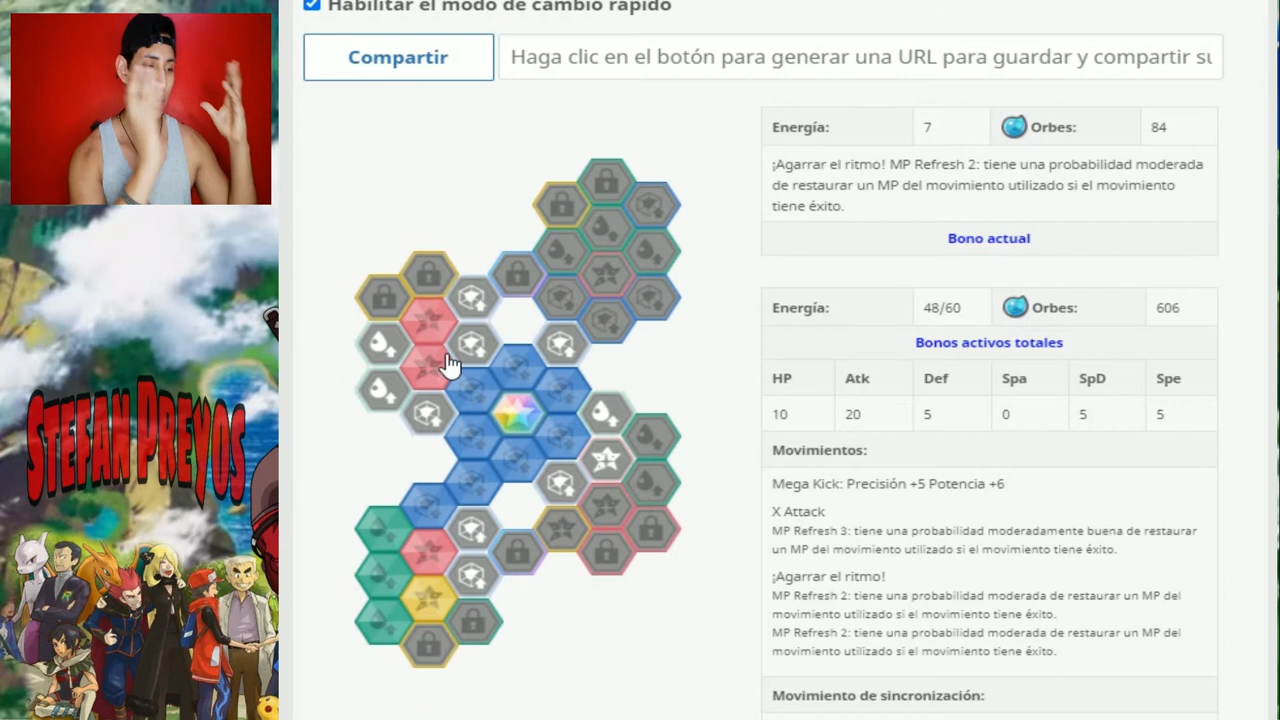 Habilitar el modo de cambio rápido
Compartir
Haga clic en el botón para generar una URL para guardar y compartir su
Energía: 7 Orbes: 84
¡Agarrar el ritmo! MP Refresh 2: tiene una probabilidad moderada
de restaurar un MP del movimiento utilizado si el movimiento
tiene éxito.
Bono actual
Energía: 48/60 Orbes: 606
Bonos activos totales
HP Atk Def Spa SpD Spe
10 20 5 0 5 5
Movimientos:
Mega Kick: Precisión +5 Potencia +6
X Attack
MP Refresh 3: tiene una probabilidad moderadamente buena de restaurar
un MP del movimiento utilizado si el movimiento tiene éxito.
¡Agarrar el ritmo!
MP Refresh 2: tiene una probabilidad moderada de restaurar un MP del
movimiento utilizado si el movimiento tiene éxito.
MP Refresh 2: tiene una probabilidad moderada de restaurar un MP del
movimiento utilizado si el movimiento tiene éxito.
Movimiento de sincronización:
STEFAN PREYOS